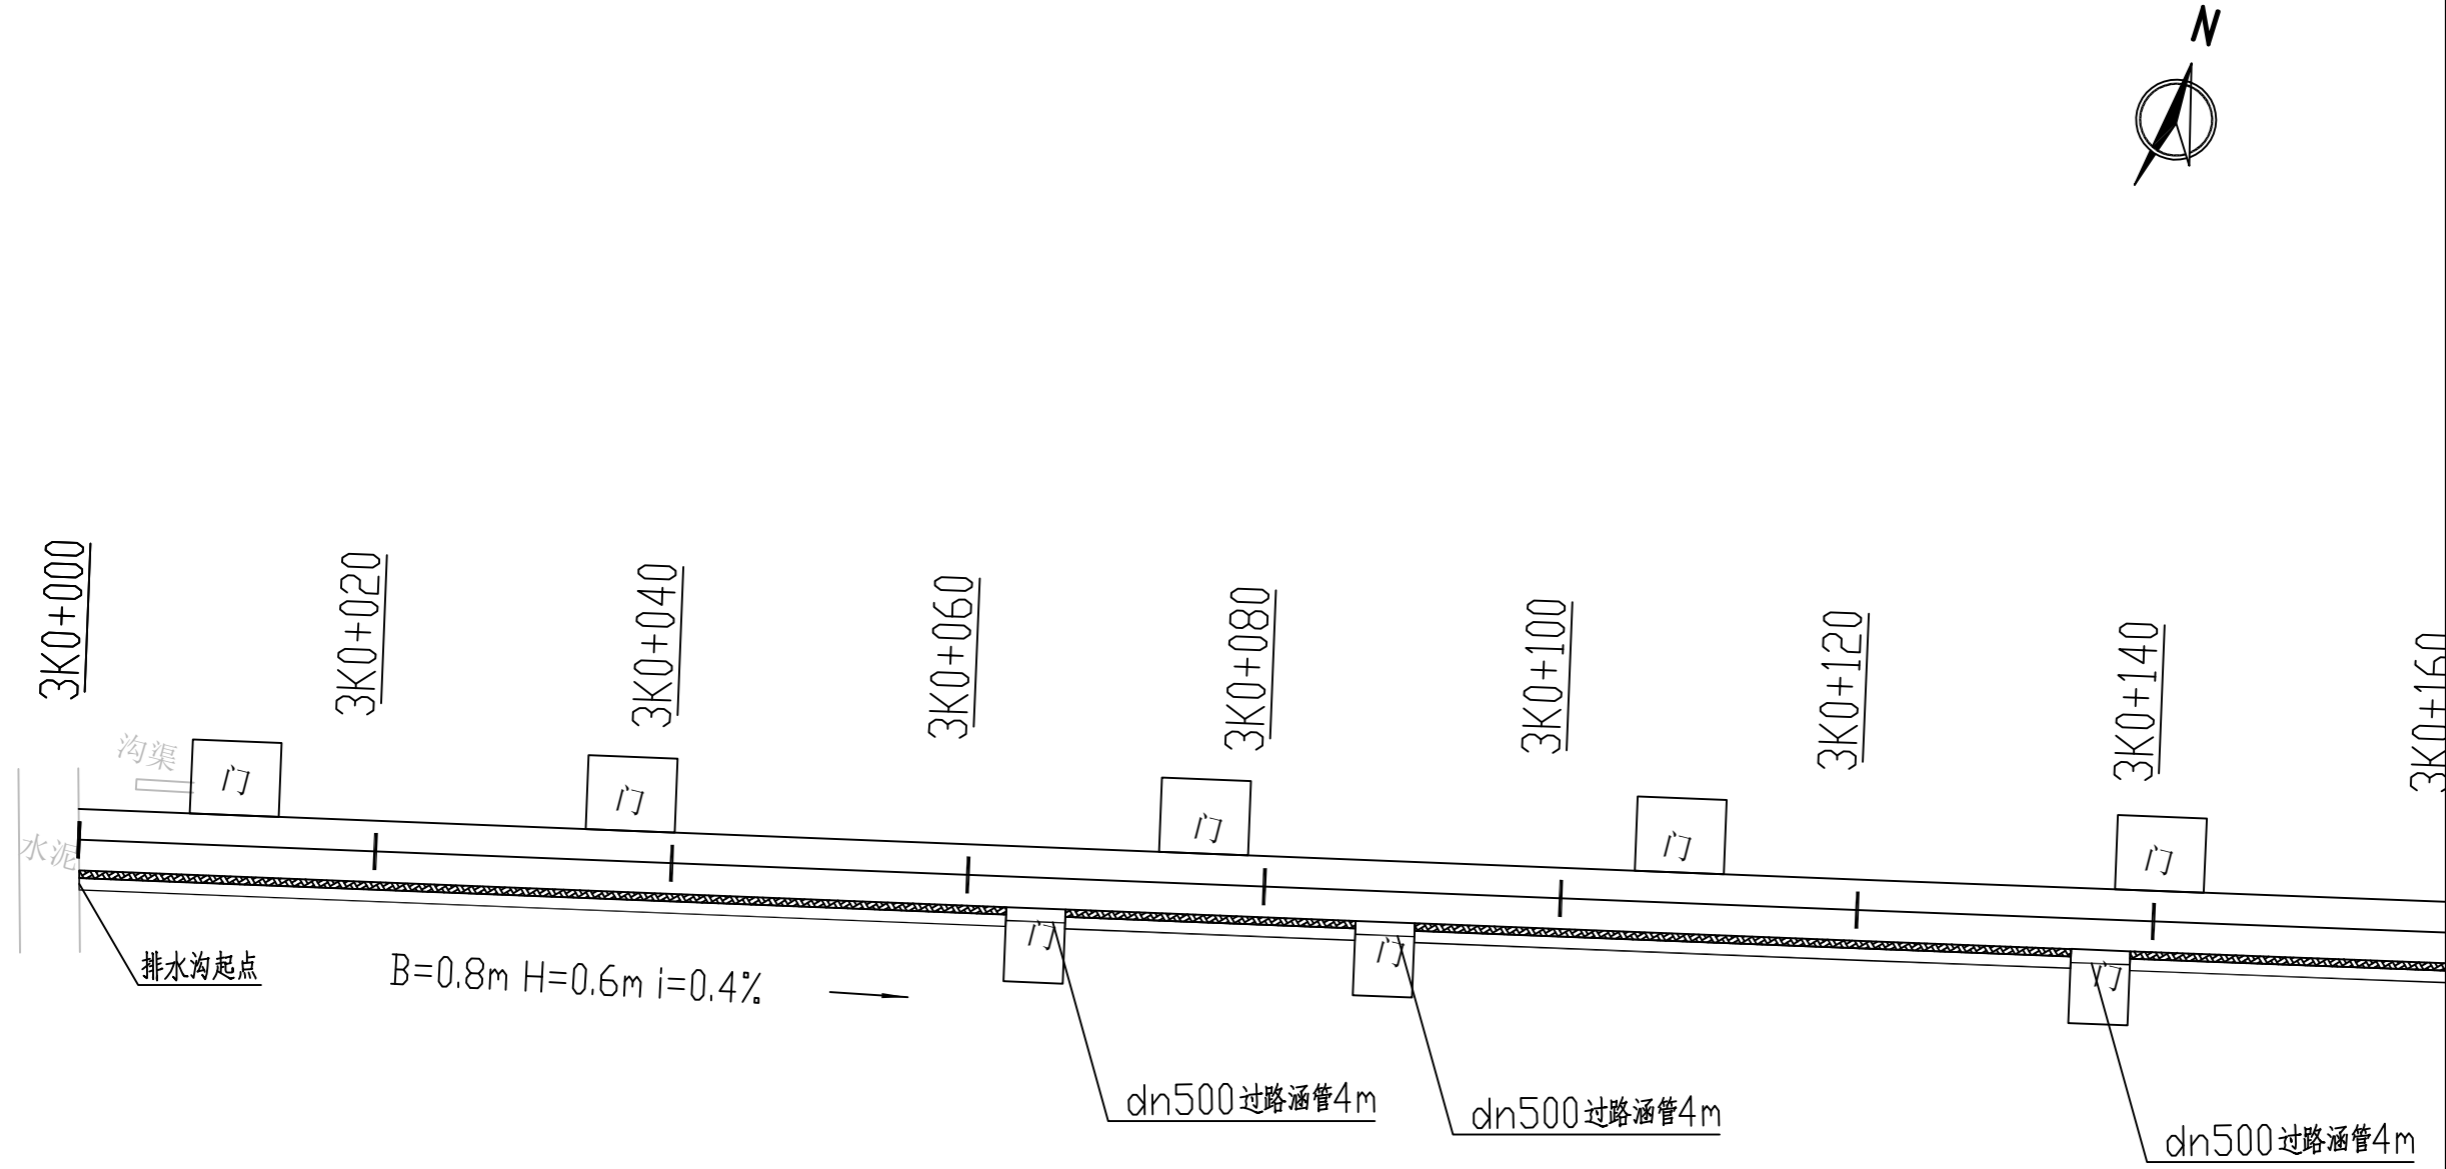 N
3K0+000
3K0+020
3K0+040
3K0+060
3K0+080
3K0+100
3K0+120
3K0+140
3K0+160
沟渠
门
门
门
门
门
水泥
门
门
门
排水沟起点
B=0.8m H=0.6m i=0.4%
dn500过路涵管4m
dn500过路涵管4m
dn500过路涵管4m